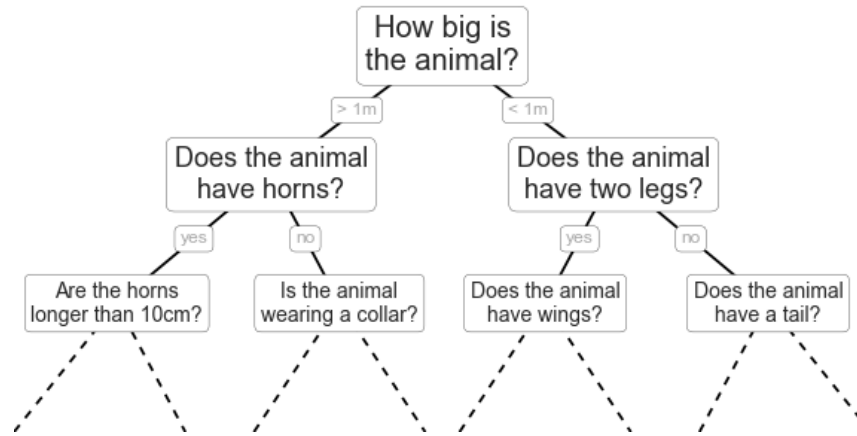 How big is
the animal?
> 1m
< 1m
Does the animal
have horns?
Does the animal
have two legs?
yes
no
yes
no
Are the horns
longer than 10cm?
Is the animal
wearing a collar?
Does the animal
have wings?
Does the animal
have a tail?